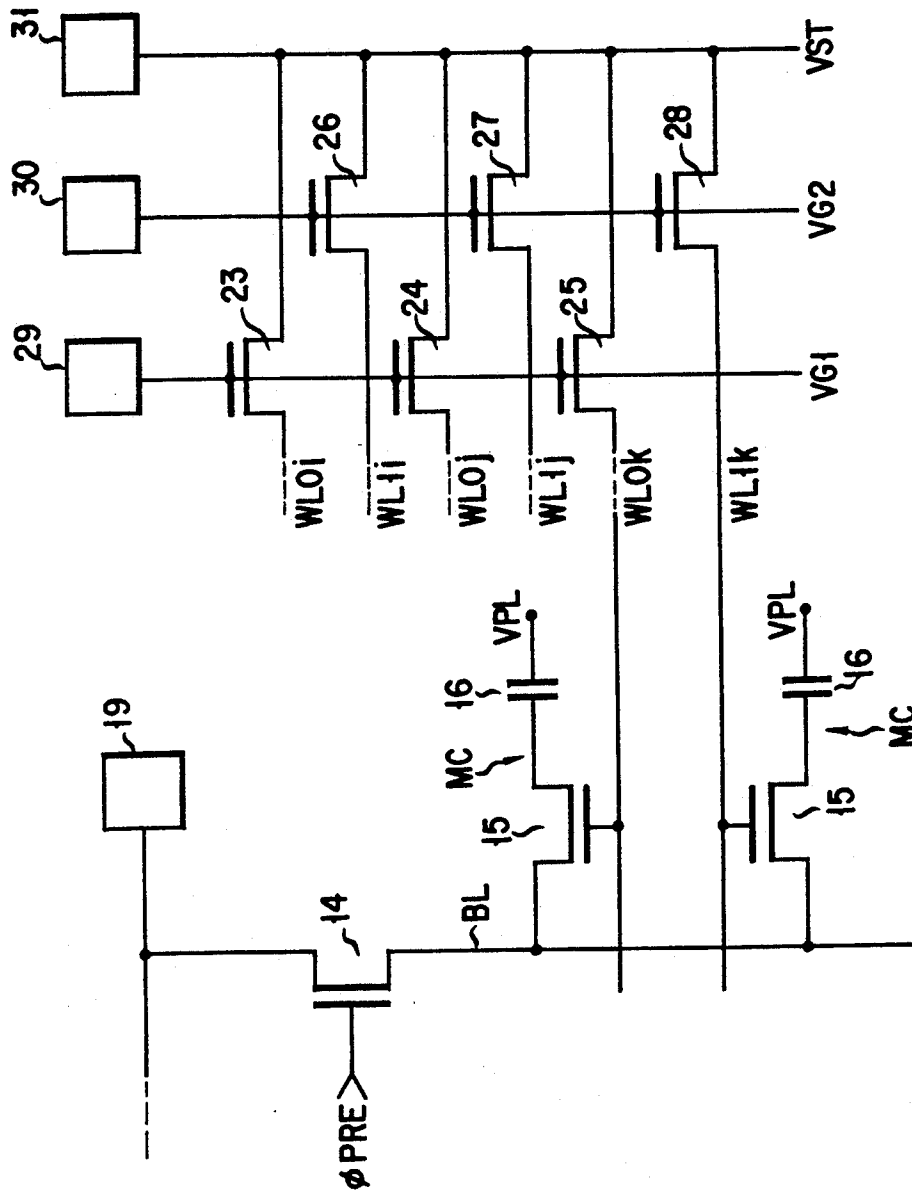 31
30
29
19
26
23
27
24
28
25
WL0i
WL1i
WL0j
WL1j
WL0k
WL1k
VST
VG2
VG1
14
BL
φPRE
VPL
16
MC
15
VPL
16
MC
15